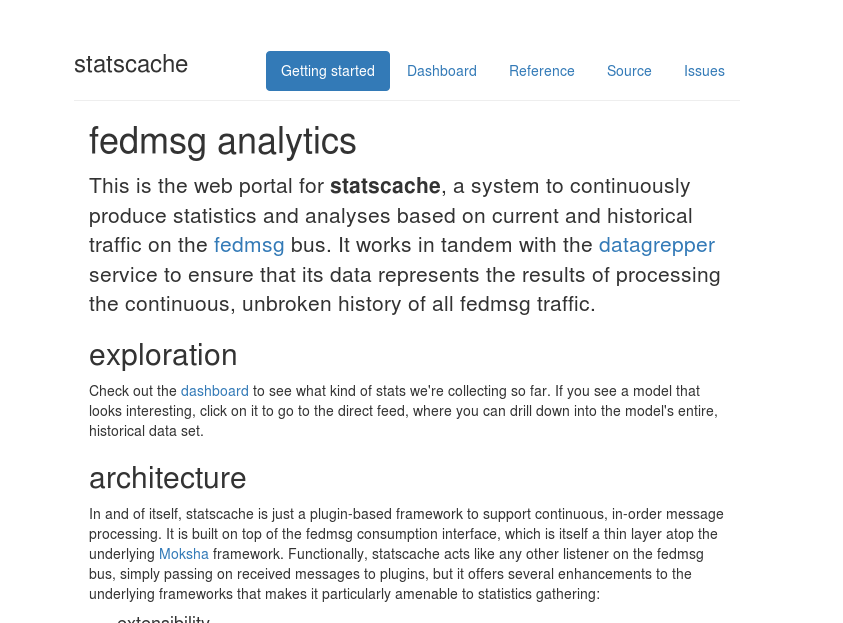 statscache
Getting started
Dashboard
Reference
Source
Issues
fedmsg analytics
This is the web portal for statscache, a system to continuously
produce statistics and analyses based on current and historical
traffic on the fedmsg bus. It works in tandem with the datagrepper
service to ensure that its data represents the results of processing
the continuous, unbroken history of all fedmsg traffic.
exploration
Check out the dashboard to see what kind of stats we're collecting so far. If you see a model that
looks interesting, click on it to go to the direct feed, where you can drill down into the model's entire,
historical data set.
architecture
In and of itself, statscache is just a plugin-based framework to support continuous, in-order message
processing. It is built on top of the fedmsg consumption interface, which is itself a thin layer atop the
underlying Moksha framework. Functionally, statscache acts like any other listener on the fedmsg
bus, simply passing on received messages to plugins, but it offers several enhancements to the
underlying frameworks that makes it particularly amenable to statistics gathering:
extensibility